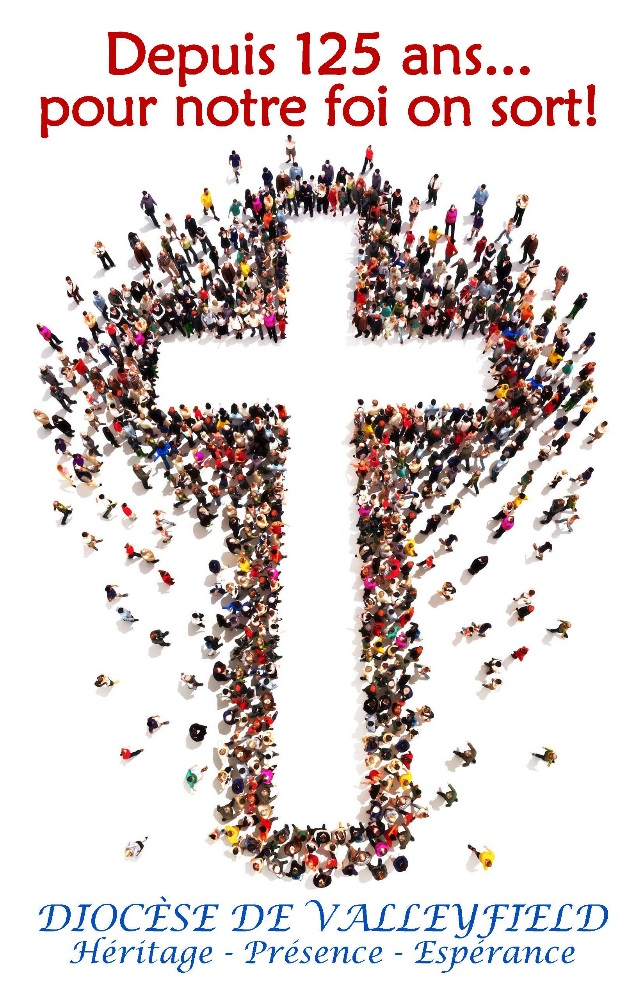 Depuis 125 ans...
pour notre foi on sort!
DIOCÈSE DE VALLEYFIELD
Héritage - Présence - Espérance